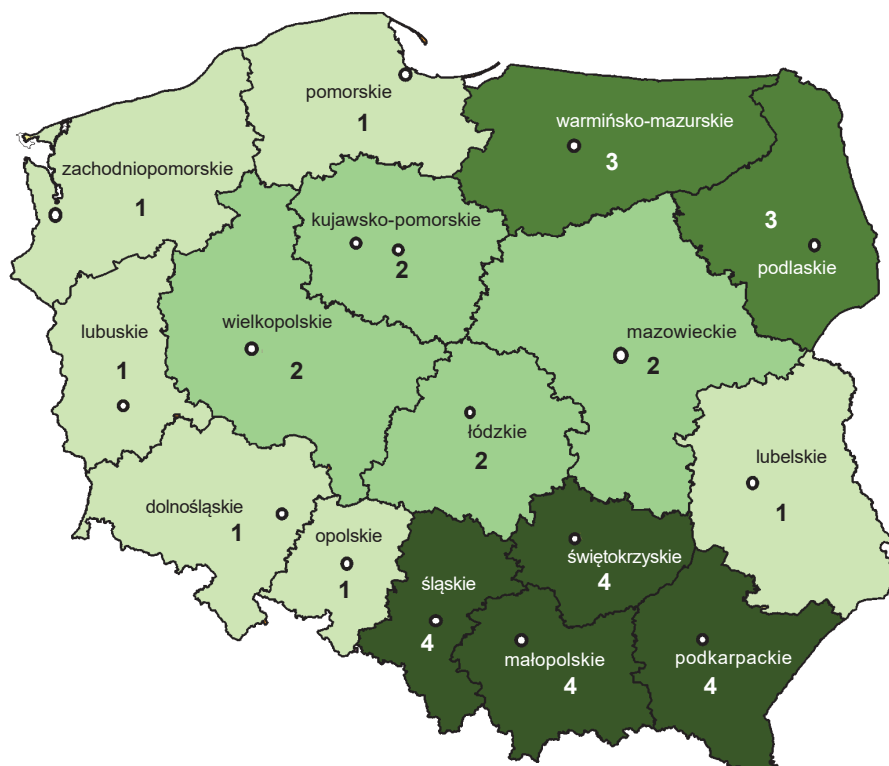 pomorskie
1
warmińsko-mazurskie
3
zachodniopomorskie
1
kujawsko-pomorskie
2
3
podlaskie
lubuskie
1
wielkopolskie
2
mazowieckie
2
łódzkie
2
lubelskie
1
dolnośląskie
1
opolskie
1
śląskie
4
świętokrzyskie
4
małopolskie
4
podkarpackie
4